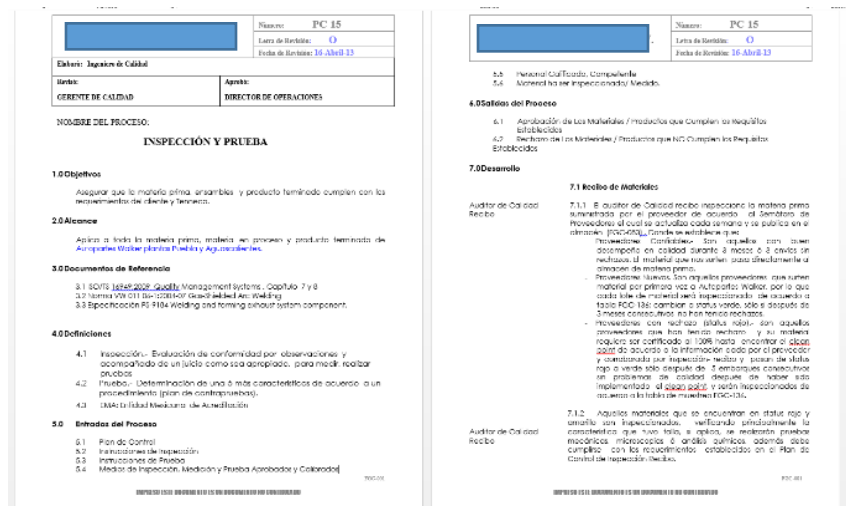 Número: PC 15
Letra de Revisión: O
Fecha de Revisión: 16-Abril-13
Elaboró: Ingeniero de Calidad
Revisó:
Aprobó:
GERENTE DE CALIDAD
DIRECTOR DE OPERACIONES
NOMBRE DEL PROCESO:
INSPECCIÓN Y PRUEBA
1.0 Objetivos
Asegurar que la materia prima, ensambles y producto terminado cumplen con los
requerimientos del cliente y Tenneco.
2.0 Alcance
Aplica a toda la materia prima, materia en proceso y producto terminado de
Autopartes Walker plantas Puebla y Aguascalientes.
3.0 Documentos de Referencia
3.1 ISO/TS 16949:2009 Quality Management Systems, Capítulo 7 y 8
3.2 Norma VW 011 06-1:2004-07 Gas-Shielded Arc Welding
3.3 Especificación PS-9184 Welding and forming exhaust system component.
4.0 Definiciones
4.1 Inspección.- Evaluación de conformidad por observaciones y
acompañado de un juicio como sea apropiado, para medir, realizar
pruebas
4.2 Prueba.- Determinación de una ó más características de acuerdo a un
procedimiento (plan de contrapruebas).
4.3 EMA: Entidad Mexicana de Acreditación
5.0 Entradas del Proceso
5.1 Plan de Control
5.2 Instrucciones de Inspección
5.3 Instrucciones de Prueba
5.4 Medios de Inspección, Medición y Prueba Aprobados y Calibrados
Número: PC 15
Letra de Revisión: O
Fecha de Revisión: 16-Abril-13
5.5 Personal Calificado, Competente
5.6 Material ha ser inspeccionado/ Medido.
6.0 Salidas del Proceso
6.1 Aprobación de Los Materiales / Productos que Cumplen los Requisitos
Establecidos
6.2 Rechazo de Los Materiales / Productos que NO Cumplen los Requisitos
Establecidos
7.0 Desarrollo
7.1 Recibo de Materiales
Auditor de Calidad
Recibo
7.1.1 El auditor de Calidad recibo inspecciona la materia prima
suministrada por el proveedor de acuerdo al Semáforo de
Proveedores el cual se actualiza cada semana y se publica en el
almacén. Donde se establece que:
- Proveedores Confiables.- Son aquellos con buen
desempeño en calidad durante 3 meses ó 3 envíos sin
rechazos. El material que nos surten pasa directamente al
almacén de materia prima.
- Proveedores Nuevos. Son aquellos proveedores que surten
material por primera vez a Autopartes Walker, por lo que
cada lote de material será inspeccionado de acuerdo a
tabla FGC-136; cambian a status verde, sólo si después de
3 meses consecutivos no han tenido rechazos.
- Proveedores con rechazo (status rojo).- son aquellos
proveedores que han tenido rechazo y su material
requiere ser certificado al 100% hasta encontrar el clean
point de acuerdo a la información dada por el proveedor
y corroborada por inspección- recibo y pasan de status
rojo a verde sólo después de 3 embarques consecutivos
sin problemas de calidad después de haber sido
implementado el clean point, y serán inspeccionados de
acuerdo a la tabla de muestreo FGC-136.
Auditor de Calidad
Recibo
7.1.2 Aquellos materiales que se encuentran en status rojo y
amarillo son inspeccionados, verificando principalmente la
característica que tuvo falla, si aplica, se realizarán pruebas
mecánicas, microscopías ó análisis químicos, además debe
cumplirse con los requerimientos establecidos en el Plan de
Control de Inspección Recibo.